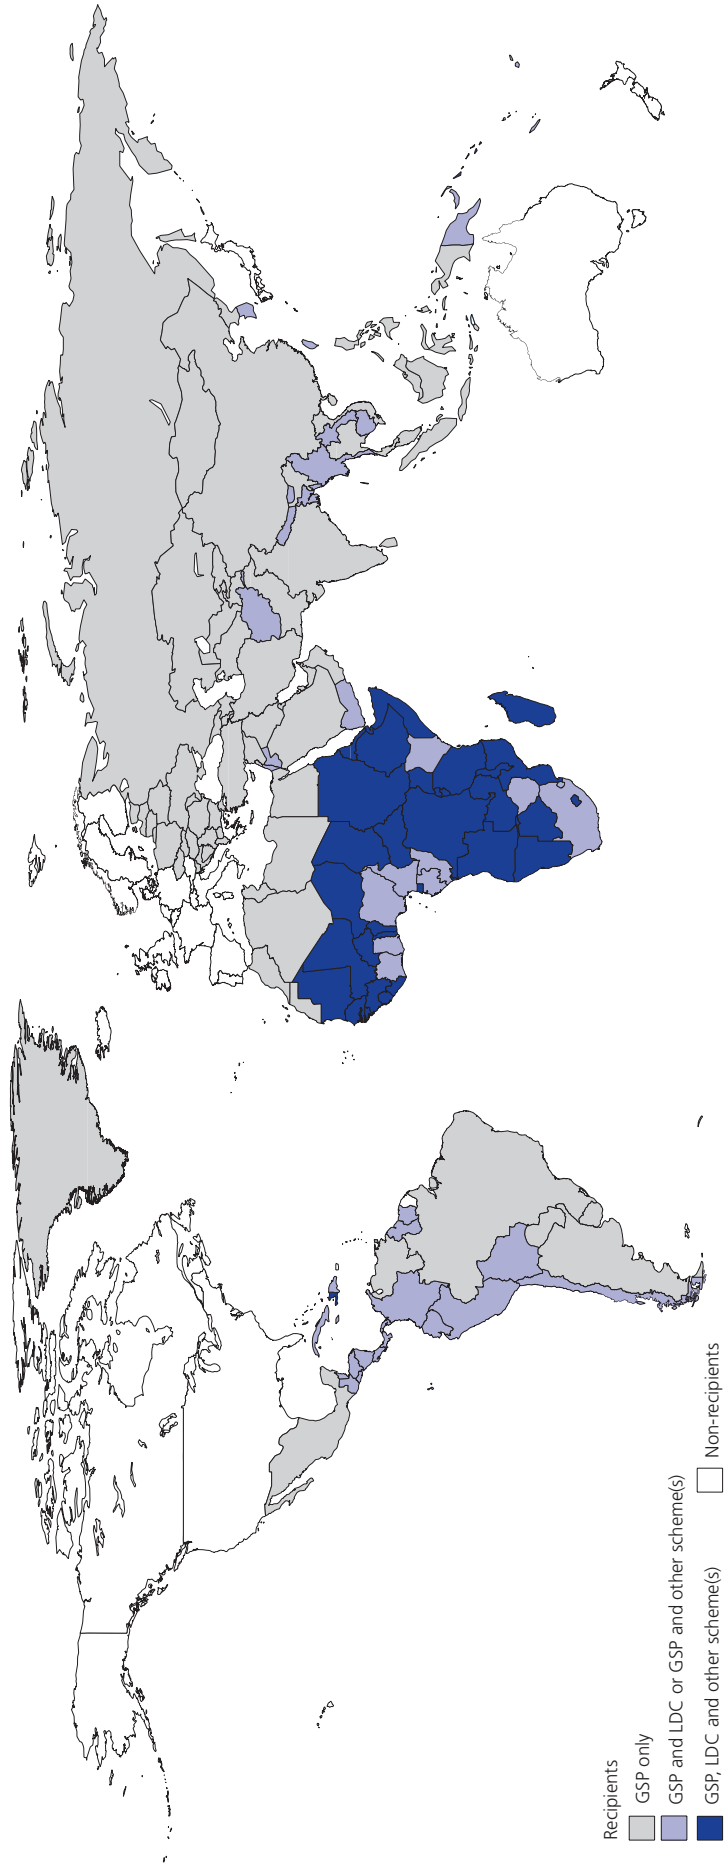 Recipients
GSP only
GSP and LDC or GSP and other scheme(s)
GSP, LDC and other scheme(s)
Non-recipients